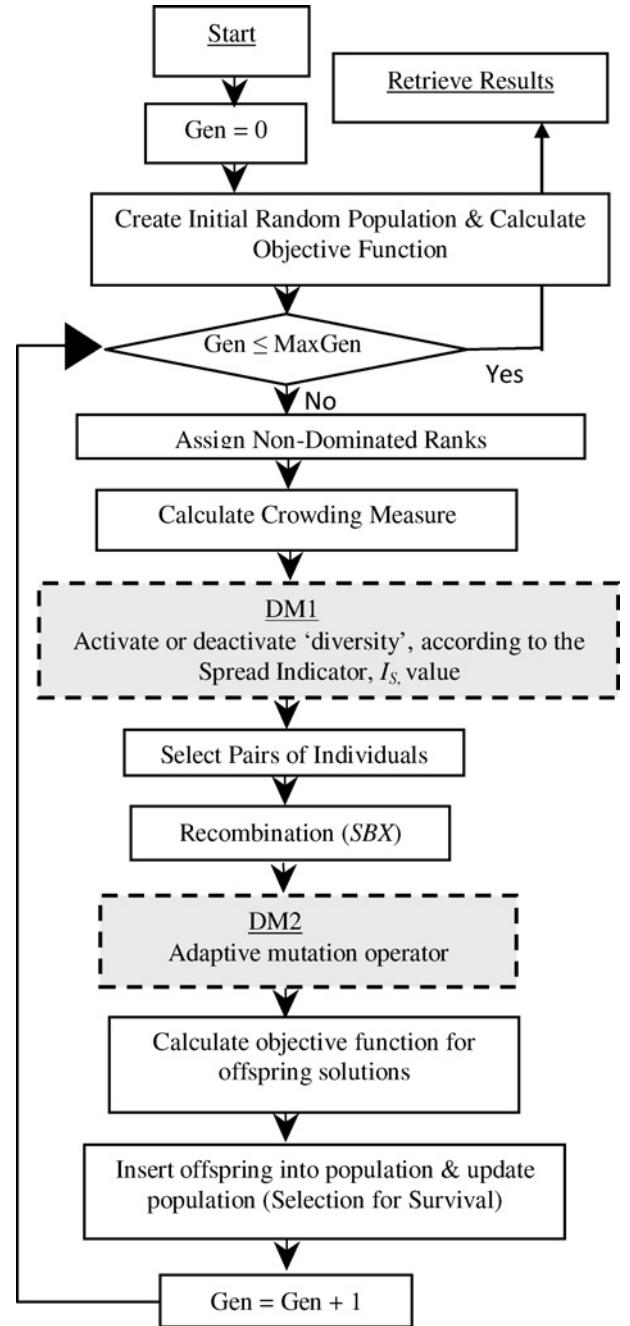 Start
Retrieve Results
Gen = 0
Create Initial Random Population & Calculate
Objective Function
Gen ≤ MaxGen
Yes
No
Assign Non-Dominated Ranks
Calculate Crowding Measure
DM1
Activate or deactivate ‘diversity’, according to the
Spread Indicator, I_S, value
Select Pairs of Individuals
Recombination (SBX)
DM2
Adaptive mutation operator
Calculate objective function for
offspring solutions
Insert offspring into population & update
population (Selection for Survival)
Gen = Gen + 1